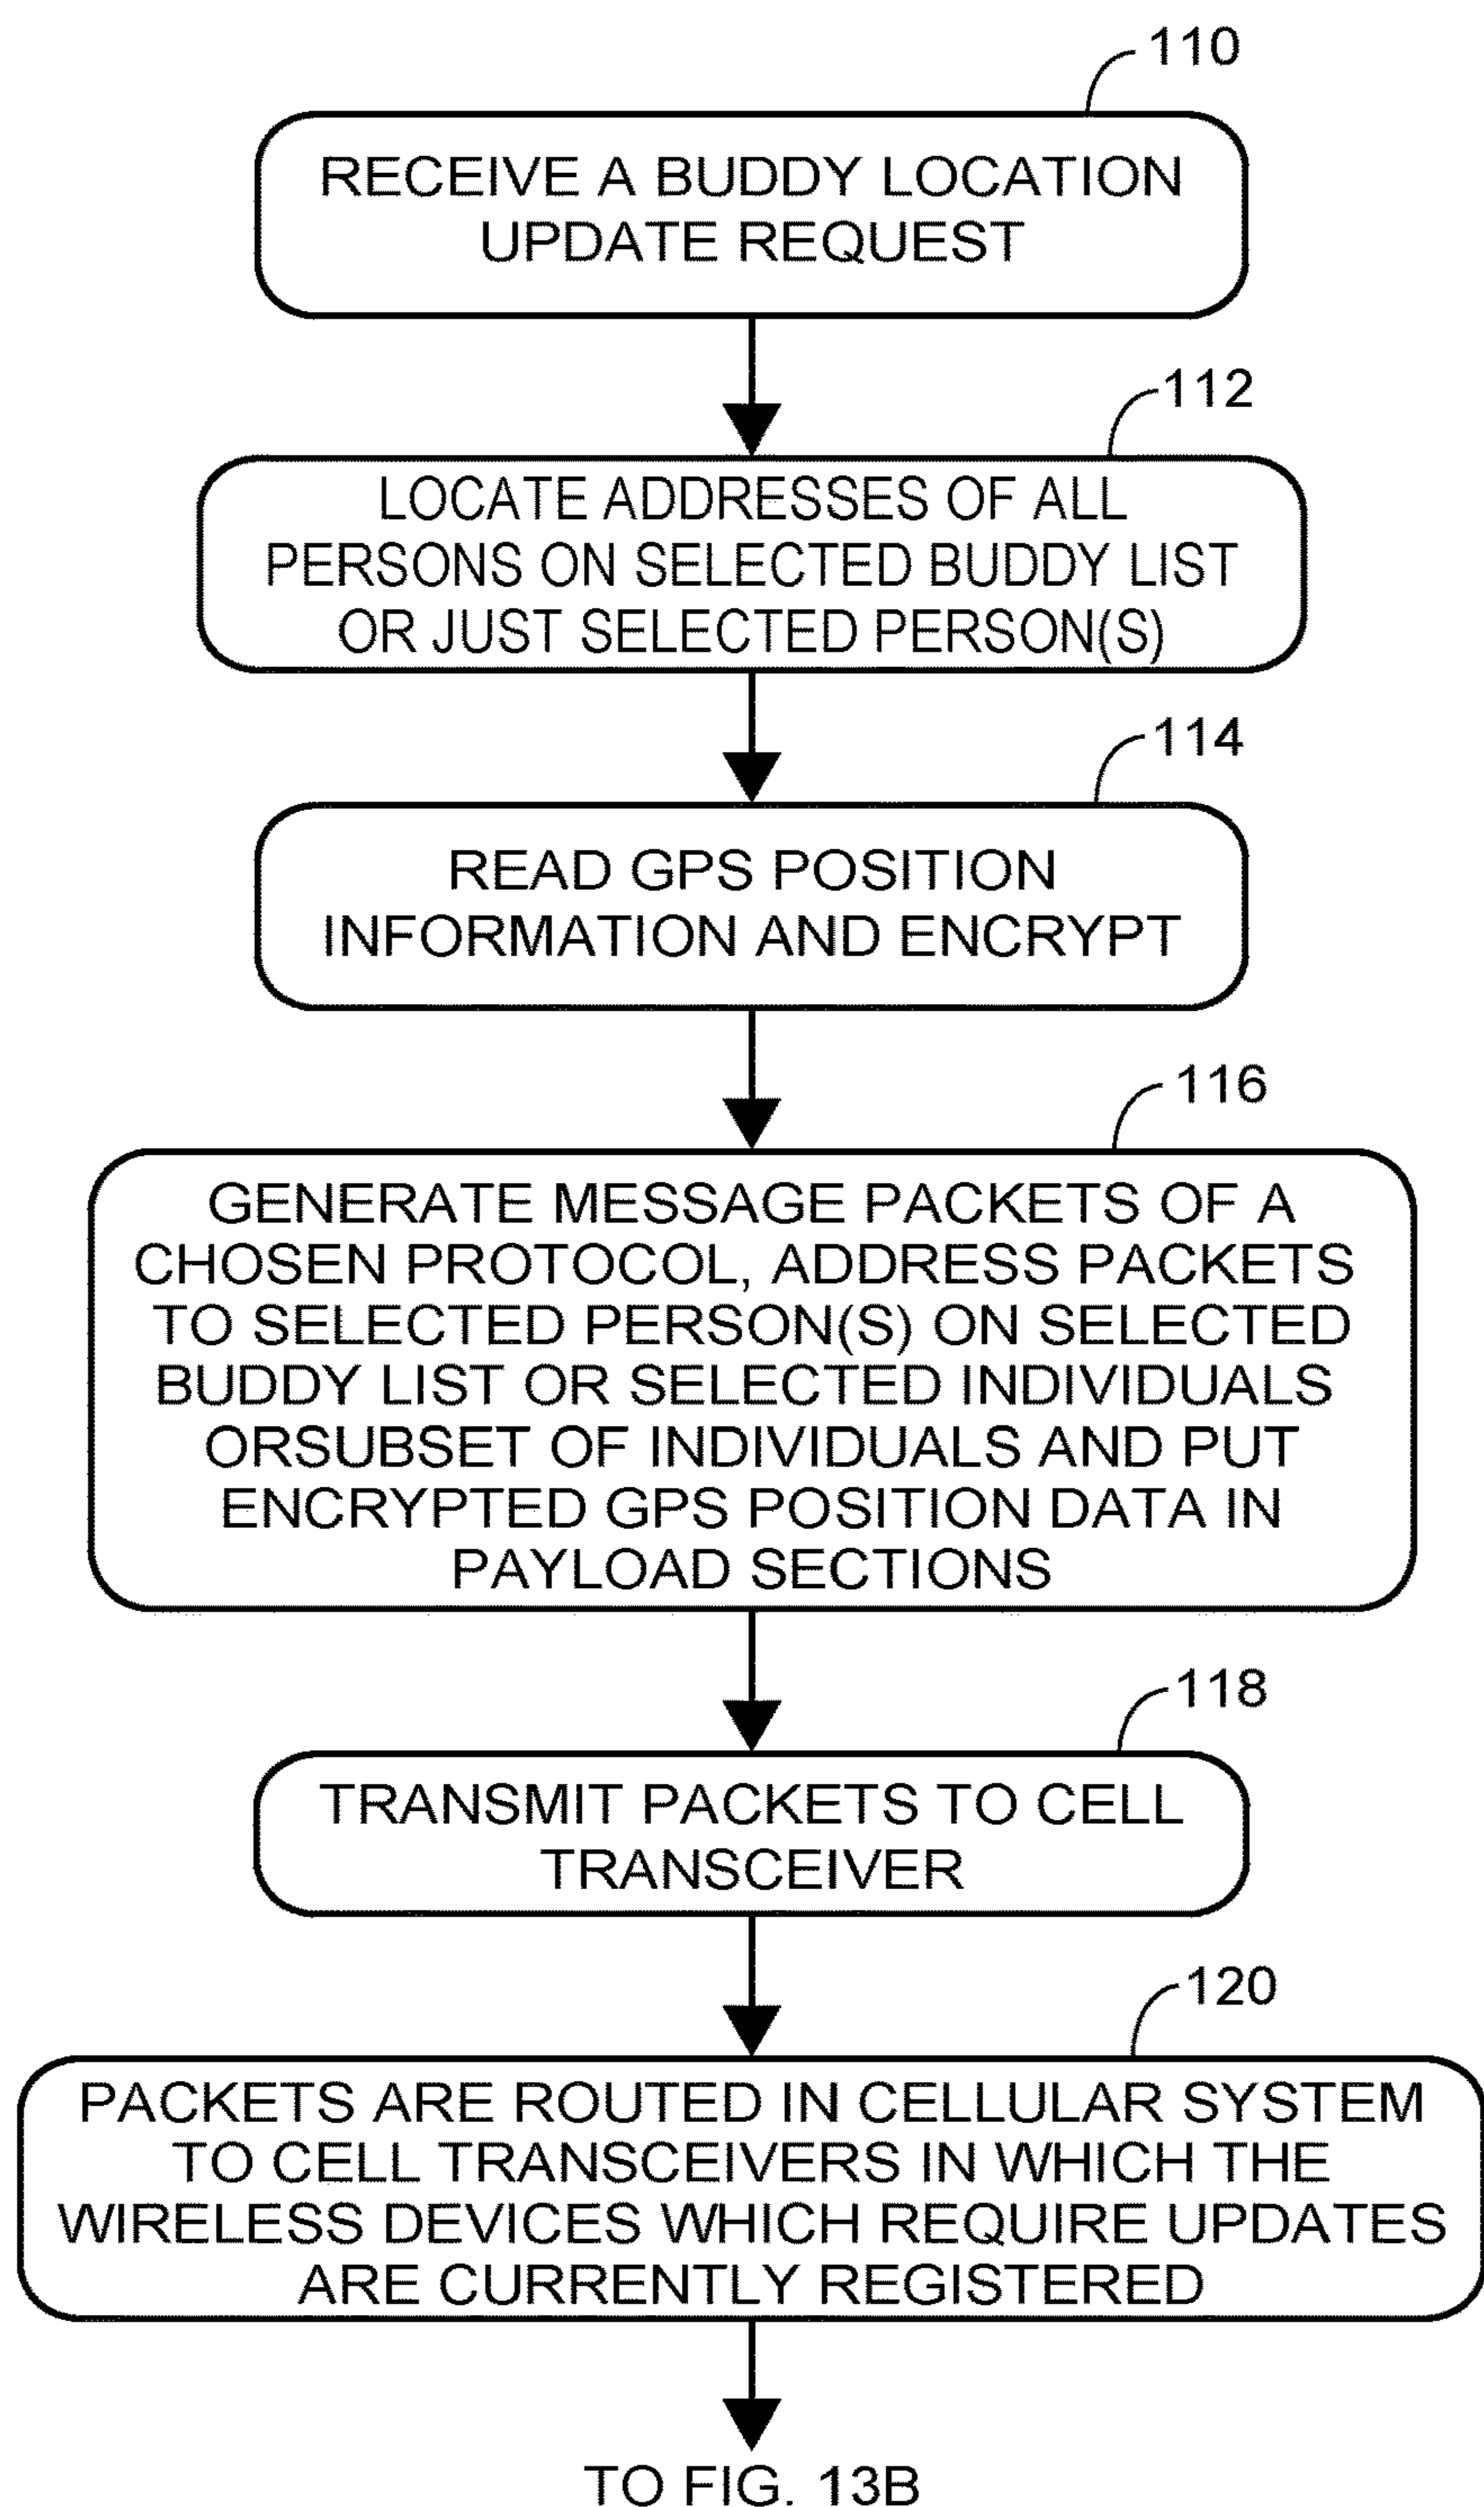 110
RECEIVE A BUDDY LOCATION
UPDATE REQUEST
112
LOCATE ADDRESSES OF ALL
PERSONS ON SELECTED BUDDY LIST
OR JUST SELECTED PERSON(S)
114
READ GPS POSITION
INFORMATION AND ENCRYPT
116
GENERATE MESSAGE PACKETS OF A
CHOSEN PROTOCOL, ADDRESS PACKETS
TO SELECTED PERSON(S) ON SELECTED
BUDDY LIST OR SELECTED INDIVIDUALS
ORSUBSET OF INDIVIDUALS AND PUT
ENCRYPTED GPS POSITION DATA IN
PAYLOAD SECTIONS
118
TRANSMIT PACKETS TO CELL
TRANSCEIVER
120
PACKETS ARE ROUTED IN CELLULAR SYSTEM
TO CELL TRANSCEIVERS IN WHICH THE
WIRELESS DEVICES WHICH REQUIRE UPDATES
ARE CURRENTLY REGISTERED
TO FIG. 13B